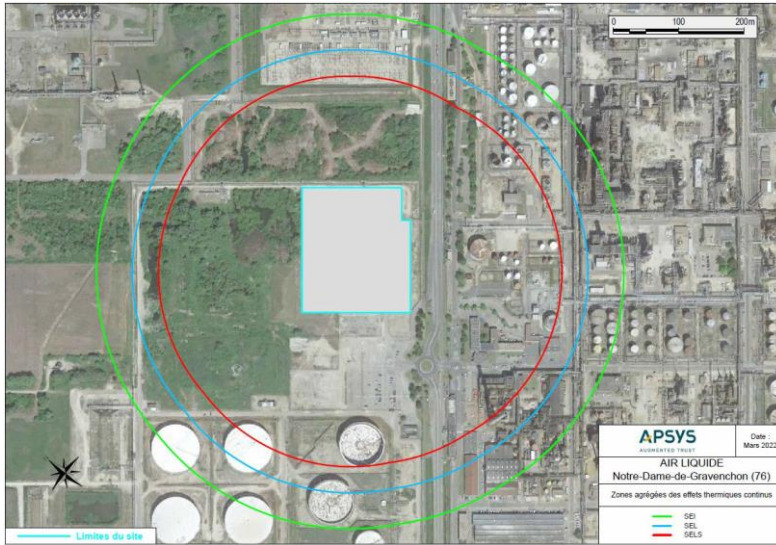 0 100 200m
APSYS
AUGMENTED TRUST
Date :
Mars 2022
AIR LIQUIDE
Notre-Dame-de-Gravenchon (76)
Zones agrégées des effets thermiques continus
SEI
SEL
SELS
Limites du site